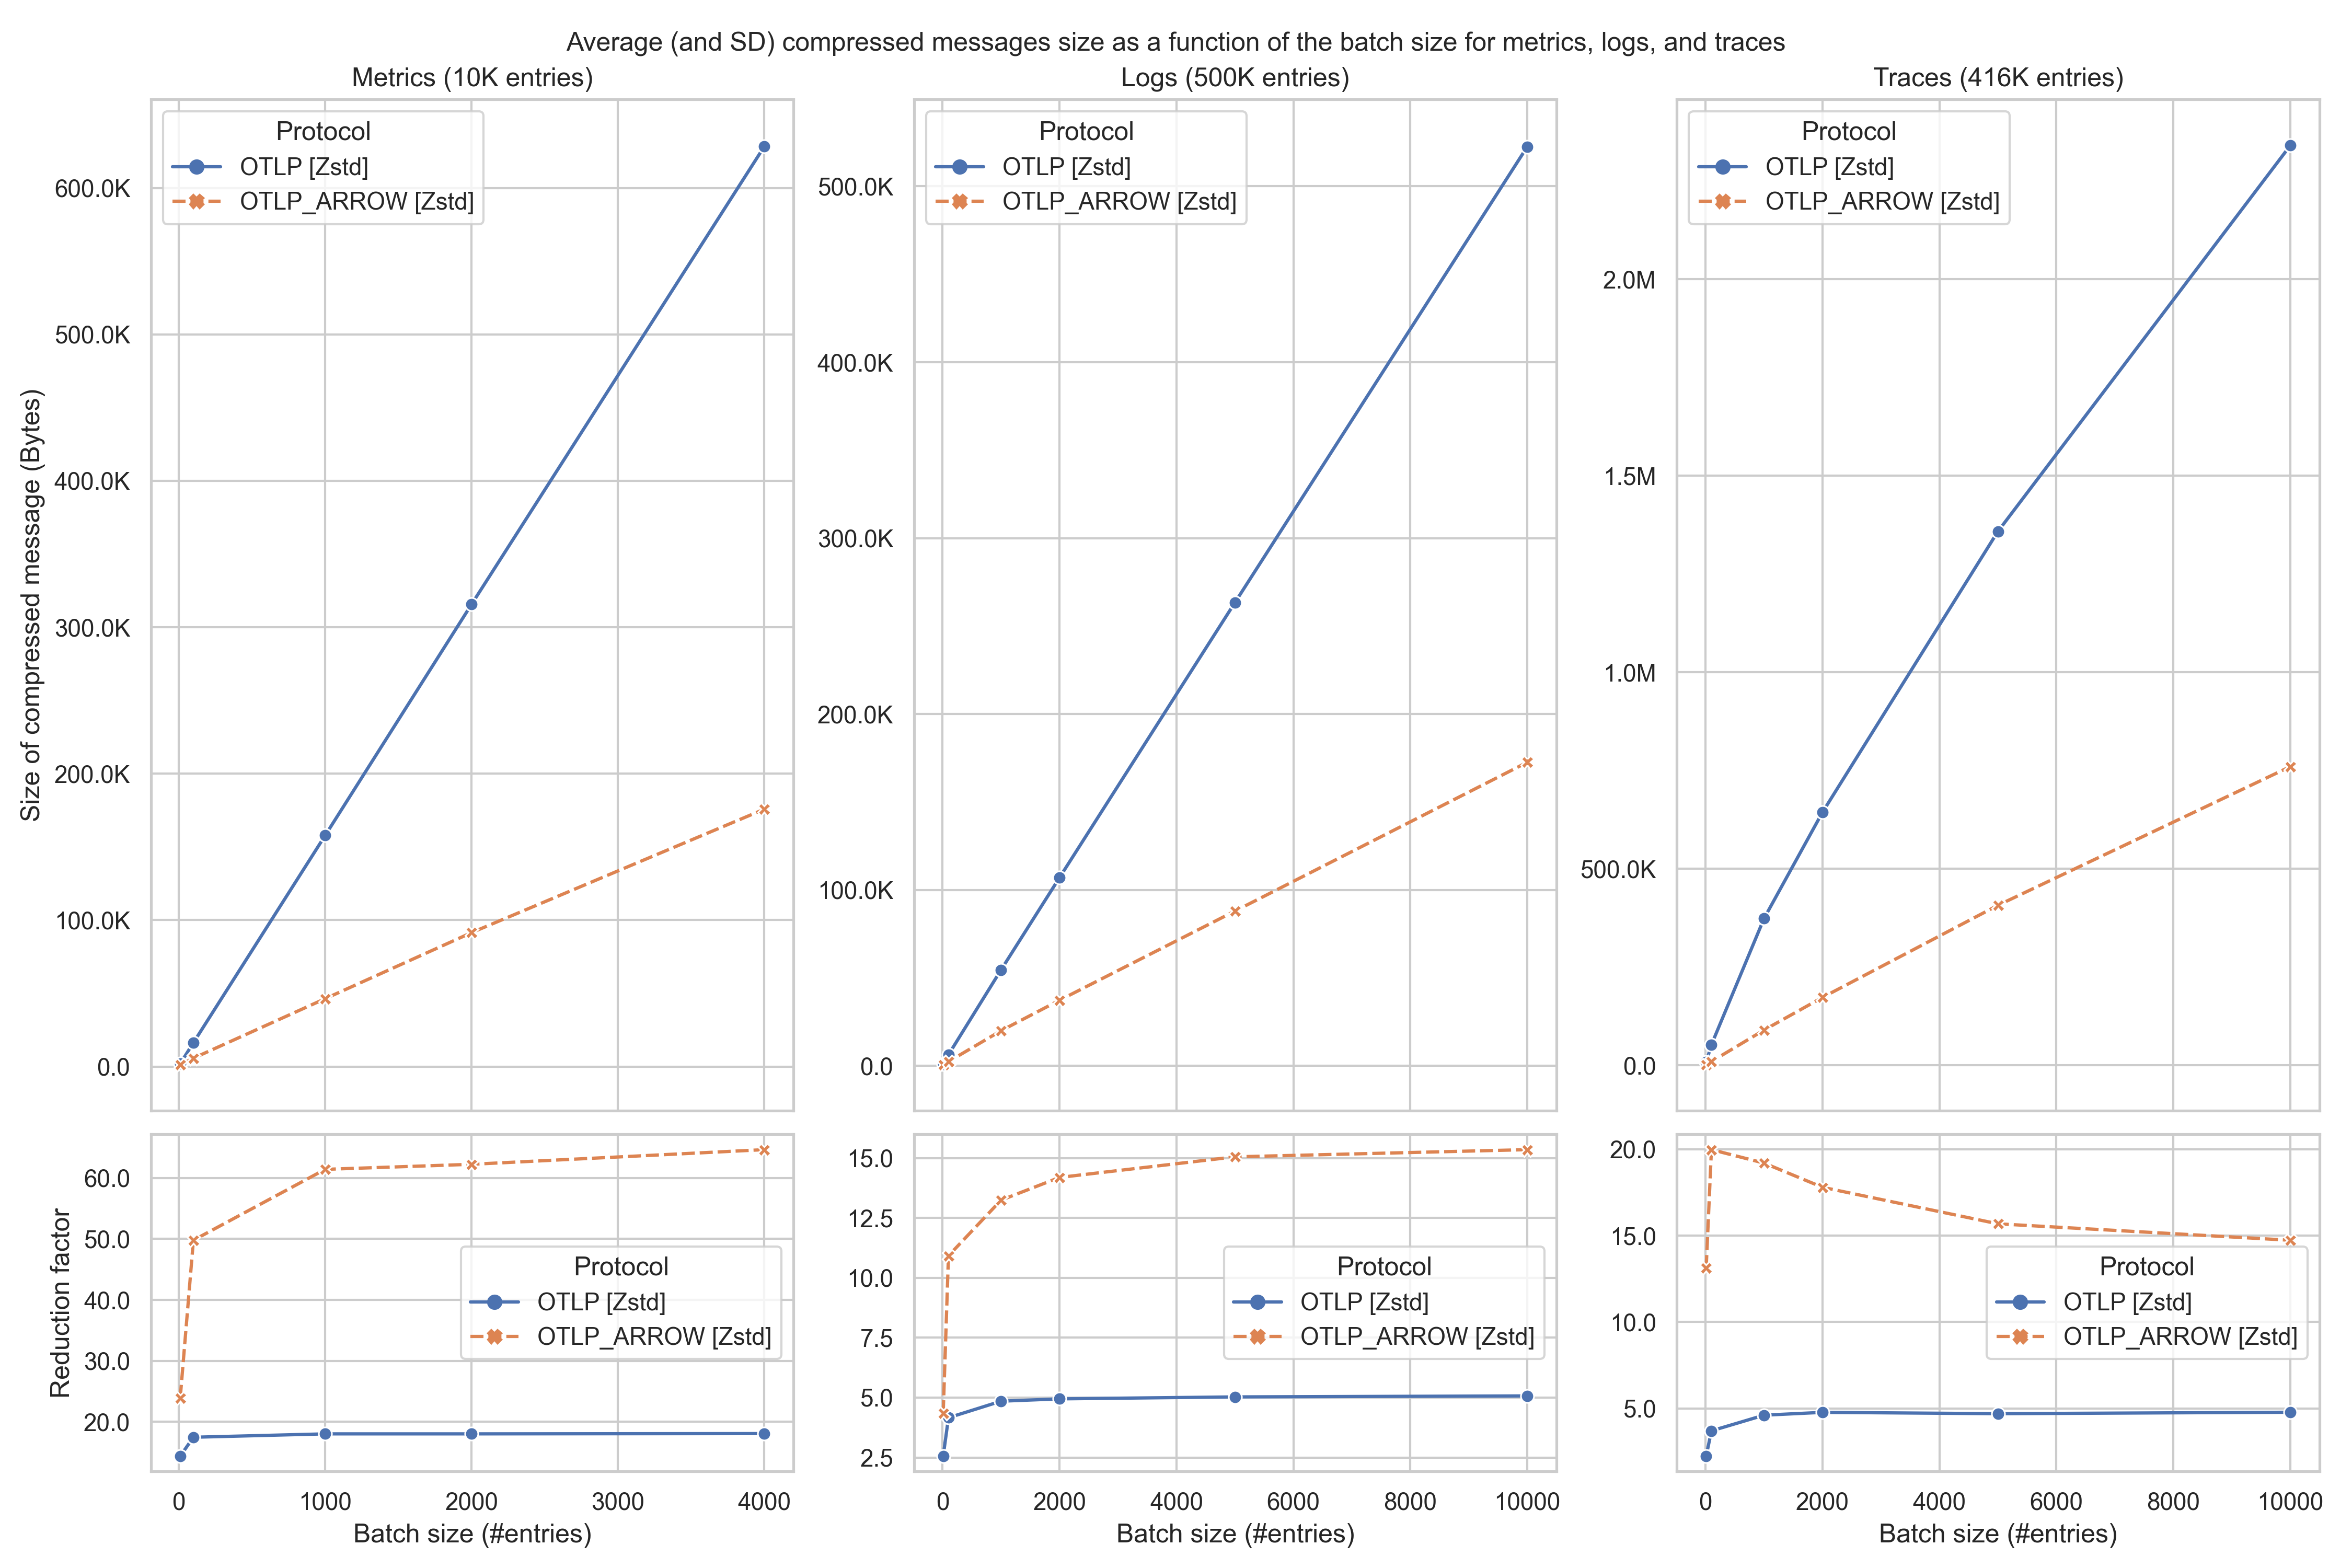 Average (and SD) compressed messages size as a function of the batch size for metrics, logs, and traces
Metrics (10K entries)
Protocol
OTLP [Zstd]
OTLP_ARROW [Zstd]
600.0K
500.0K
400.0K
300.0K
200.0K
100.0K
0.0
Size of compressed message (Bytes)
Logs (500K entries)
Protocol
OTLP [Zstd]
OTLP_ARROW [Zstd]
500.0K
400.0K
300.0K
200.0K
100.0K
0.0
Traces (416K entries)
Protocol
OTLP [Zstd]
OTLP_ARROW [Zstd]
2.0M
1.5M
1.0M
500.0K
0.0
60.0
50.0
40.0
30.0
20.0
Reduction factor
Protocol
OTLP [Zstd]
OTLP_ARROW [Zstd]
0 1000 2000 3000 4000
Batch size (#entries)
15.0
12.5
10.0
7.5
5.0
2.5
Protocol
OTLP [Zstd]
OTLP_ARROW [Zstd]
0 2000 4000 6000 8000 10000
Batch size (#entries)
20.0
15.0
10.0
5.0
Protocol
OTLP [Zstd]
OTLP_ARROW [Zstd]
0 2000 4000 6000 8000 10000
Batch size (#entries)